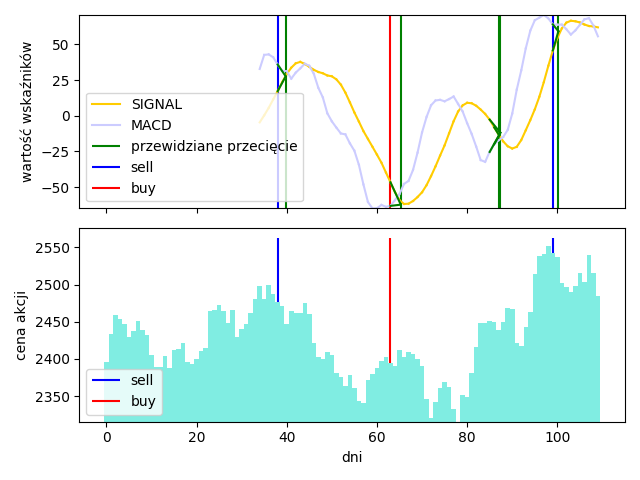 wartość wskaźników
50
25
0
−25
−50
SIGNAL
MACD
przewidziane przecięcie
sell
buy
cena akcji
2550
2500
2450
2400
2350
sell
buy
0 20 40 60 80 100
dni